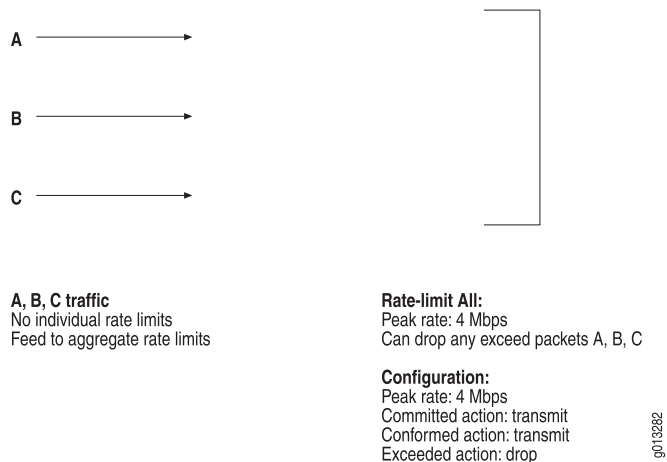 A
B
C
A, B, C traffic
No individual rate limits
Feed to aggregate rate limits
Rate-limit All:
Peak rate: 4 Mbps
Can drop any exceed packets A, B, C
Configuration:
Peak rate: 4 Mbps
Committed action: transmit
Conformed action: transmit
Exceeded action: drop
g013282